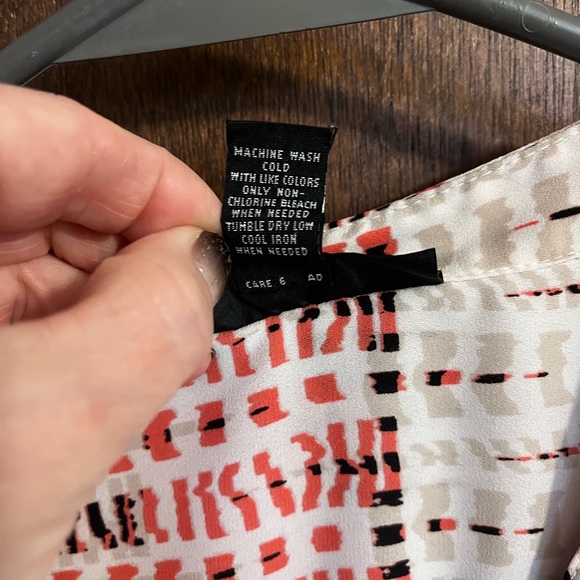 MACHINE WASH
COLD
WITH LIKE COLORS
ONLY NON-
CHLORINE BLEACH
WHEN NEEDED
TUMBLE DRY LOW
COOL IRON
WHEN NEEDED
CARE 6 AD